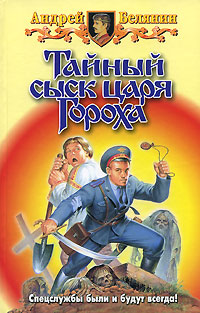 Андрей Белянин
Тайный
сыск царя
Гороха
Спецслужбы были и будут всегда!